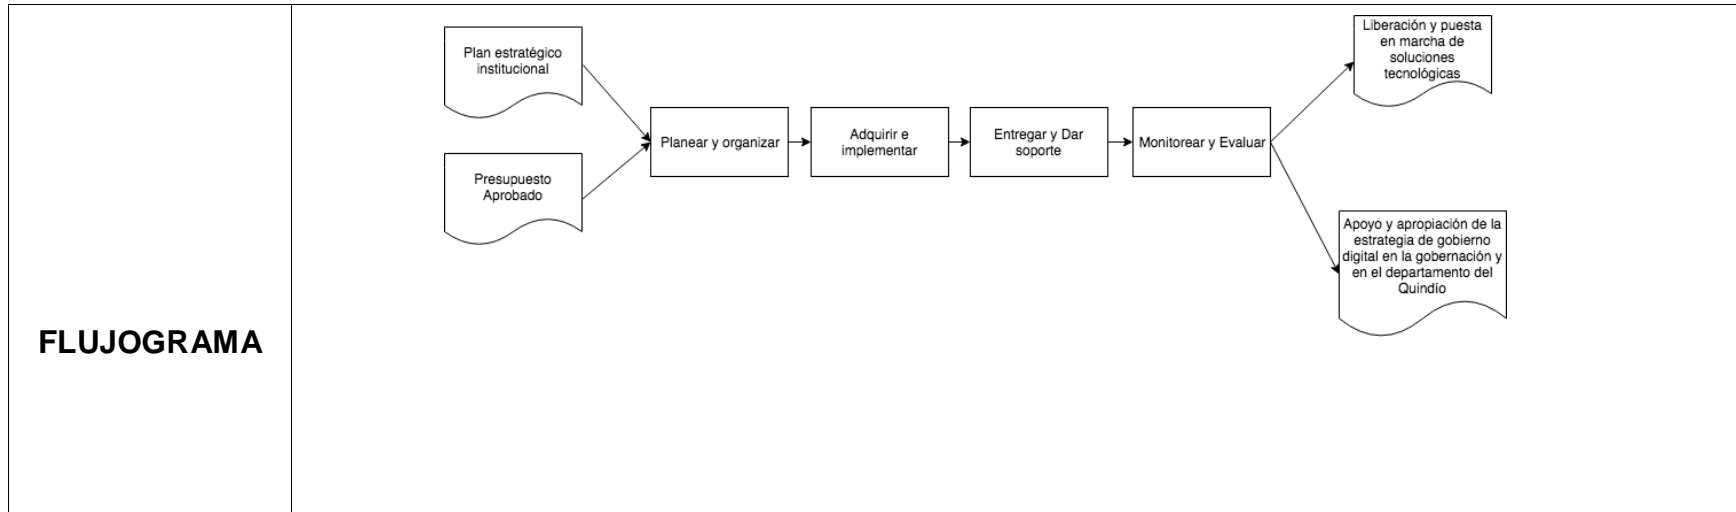 FLUJOGRAMA
Plan estratégico
institucional
Presupuesto
Aprobado
Planear y organizar
Adquirir e
implementar
Entregar y Dar
soporte
Monitorear y Evaluar
Liberación y puesta
en marcha de
soluciones
tecnológicas
Apoyo y apropiación de la
estrategia de gobierno
digital en la gobernación y
en el departamento del
Quindío